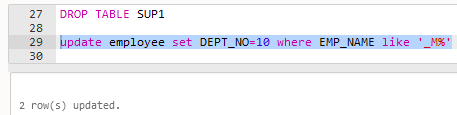 27 DROP TABLE SUP1
28
29 update employee set DEPT_NO=10 where EMP_NAME like '_M%'
30
2 row(s) updated.